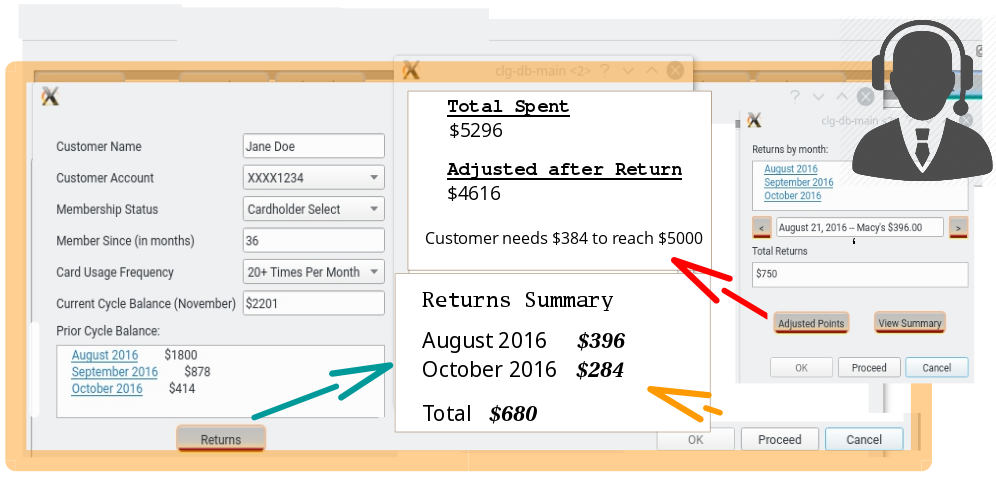 clg-db-main <2>
Customer Name Jane Doe
Customer Account XXXX1234
Membership Status Cardholder Select
Member Since (in months) 36
Card Usage Frequency 20+ Times Per Month
Current Cycle Balance (November) $2201
Prior Cycle Balance:
August 2016 $1800
September 2016 $878
October 2016 $414
Returns
Total Spent
$5296
Adjusted after Return
$4616
Customer needs $384 to reach $5000
Returns Summary
August 2016 $396
October 2016 $284
Total $680
OK Proceed Cancel
clg-db-main
Returns by month:
August 2016
September 2016
October 2016
< August 21, 2016 -- Macy's $396.00 >
Total Returns
$750
Adjusted Points View Summary
OK Proceed Cancel